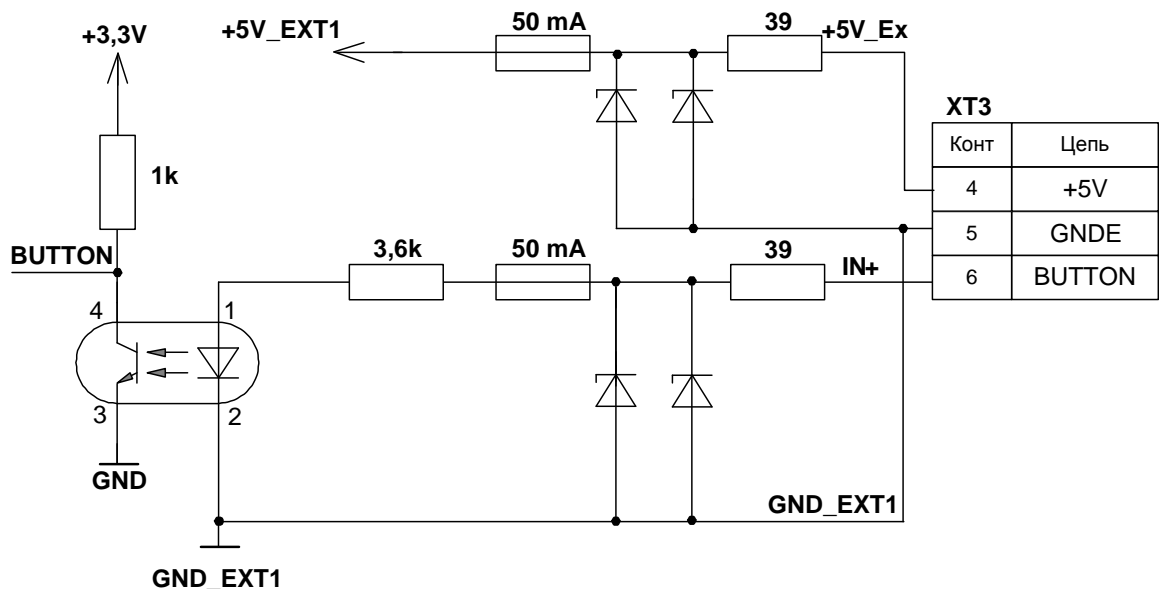 +3,3V
+5V_EXT1
50 mA
39
+5V_Ex
XT3
Конт
Цепь
1k
4
+5V
BUTTON
5
GNDE
3,6k
50 mA
39
IN+
6
BUTTON
4
1
3
2
GND
GND_EXT1
GND_EXT1